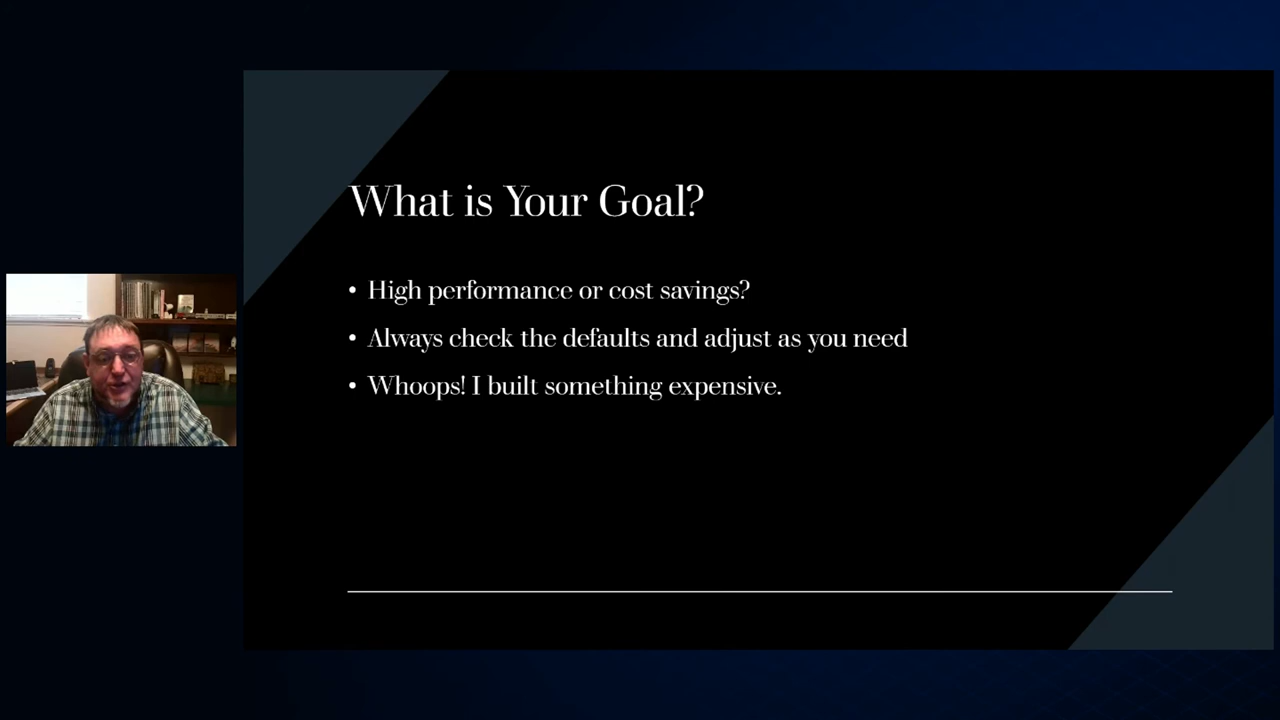 What is Your Goal?
• High performance or cost savings?
• Always check the defaults and adjust as you need
• Whoops! I built something expensive.